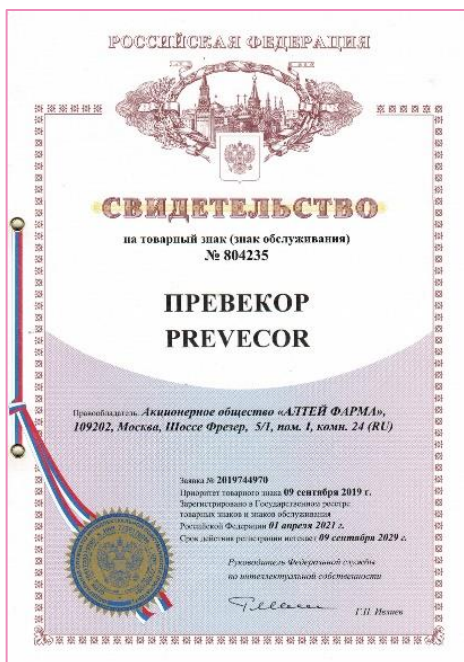 РОССИЙСКАЯ ФЕДЕРАЦИЯ
СВИДЕТЕЛЬСТВО
на товарный знак (знак обслуживания)
№ 804235
ПРЕВЕКОР
PREVECOR
Правообладатель: Акционерное общество «АЛТЕЙ ФАРМА»,
109202, Москва, Шоссе Фрезер, 5/1, пом. I, комн. 24 (RU)
Заявка № 2019744970
Приоритет товарного знака 09 сентября 2019 г.
Зарегистрировано в Государственном реестре
товарных знаков и знаков обслуживания
Российской Федерации 01 апреля 2021 г.
Срок действия регистрации истекает 09 сентября 2029 г.
Руководитель Федеральной службы
по интеллектуальной собственности
Г.П. Ивлиев